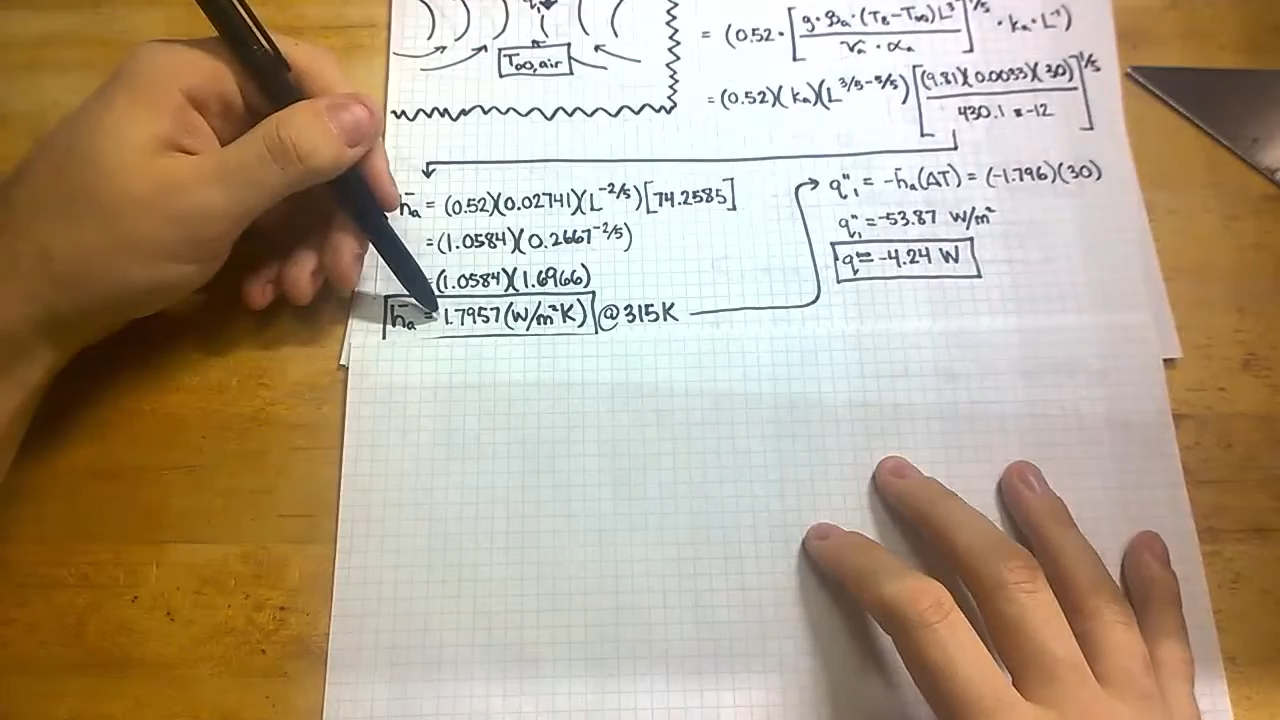 T∞,air
= (0.52 · [g · βa · (Ts − T∞)L³ / νa · αa]^1/5 · ka · L⁻¹)
= (0.52)(ka)(L^3/5−5/5)[(9.81)(0.0033)(30) / 430.1 E-12]^1/5
h̄a = (0.52)(0.02741)(L^-2/5)[74.2585]
= (1.0584)(0.2667^-2/5)
(1.0584)(1.6966)
h̄a = 1.7957 (W/m²K) @ 315K
q₁'' = -h̄a(ΔT) = (-1.796)(30)
q₁'' = -53.87 W/m²
q = -4.24 W